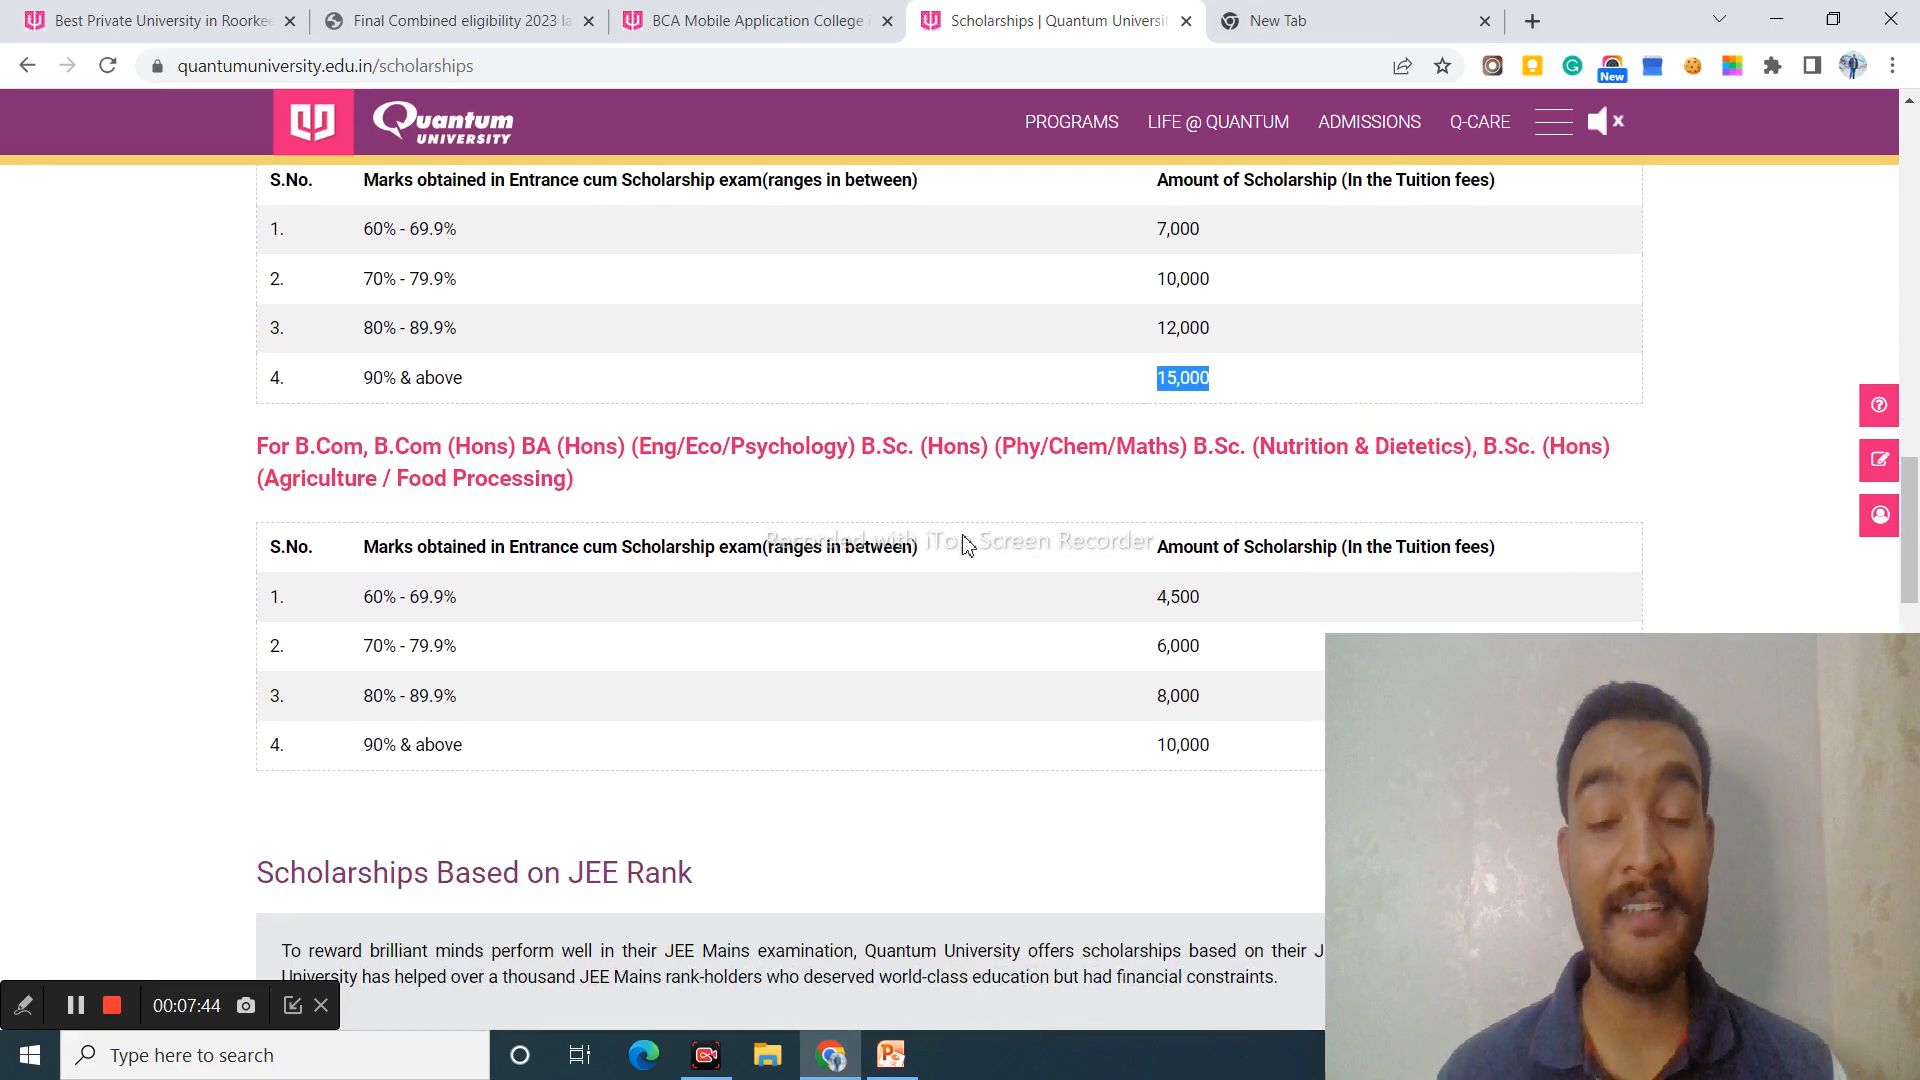 Best Private University in Roorkee
Final Combined eligibility 2023 la
BCA Mobile Application College i
Scholarships | Quantum Universit
New Tab
quantumuniversity.edu.in/scholarships
New
Quantum
UNIVERSITY
PROGRAMS
LIFE @ QUANTUM
ADMISSIONS
Q-CARE
S.No. Marks obtained in Entrance cum Scholarship exam(ranges in between) Amount of Scholarship (In the Tuition fees)
1. 60% - 69.9% 7,000
2. 70% - 79.9% 10,000
3. 80% - 89.9% 12,000
4. 90% & above 15,000
For B.Com, B.Com (Hons) BA (Hons) (Eng/Eco/Psychology) B.Sc. (Hons) (Phy/Chem/Maths) B.Sc. (Nutrition & Dietetics), B.Sc. (Hons)
(Agriculture / Food Processing)
Recorded with iTop Screen Recorder
S.No. Marks obtained in Entrance cum Scholarship exam(ranges in between) Amount of Scholarship (In the Tuition fees)
1. 60% - 69.9% 4,500
2. 70% - 79.9% 6,000
3. 80% - 89.9% 8,000
4. 90% & above 10,000
Scholarships Based on JEE Rank
To reward brilliant minds perform well in their JEE Mains examination, Quantum University offers scholarships based on their J
University has helped over a thousand JEE Mains rank-holders who deserved world-class education but had financial constraints.
00:07:44
Type here to search